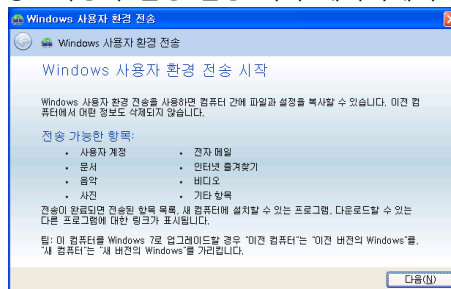 Windows 사용자 환경 전송
Windows 사용자 환경 전송
Windows 사용자 환경 전송 시작
Windows 사용자 환경 전송을 사용하면 컴퓨터 간에 파일과 설정을 복사할 수 있습니다. 이전 컴
퓨터에서 어떤 정보도 삭제되지 않습니다.
전송 가능한 항목:
• 사용자 계정
• 전자 메일
• 문서
• 인터넷 즐겨찾기
• 음악
• 비디오
• 사진
• 기타 항목
전송이 완료되면 전송된 항목 목록, 새 컴퓨터에 설치할 수 있는 프로그램, 다운로드할 수 있는
다른 프로그램에 대한 링크가 표시됩니다.
팁: 이 컴퓨터를 Windows 7로 업그레이드할 경우 "이전 컴퓨터"는 "이전 버전의 Windows"를,
"새 컴퓨터"는 "새 버전의 Windows"를 가리킵니다.
다음(N)